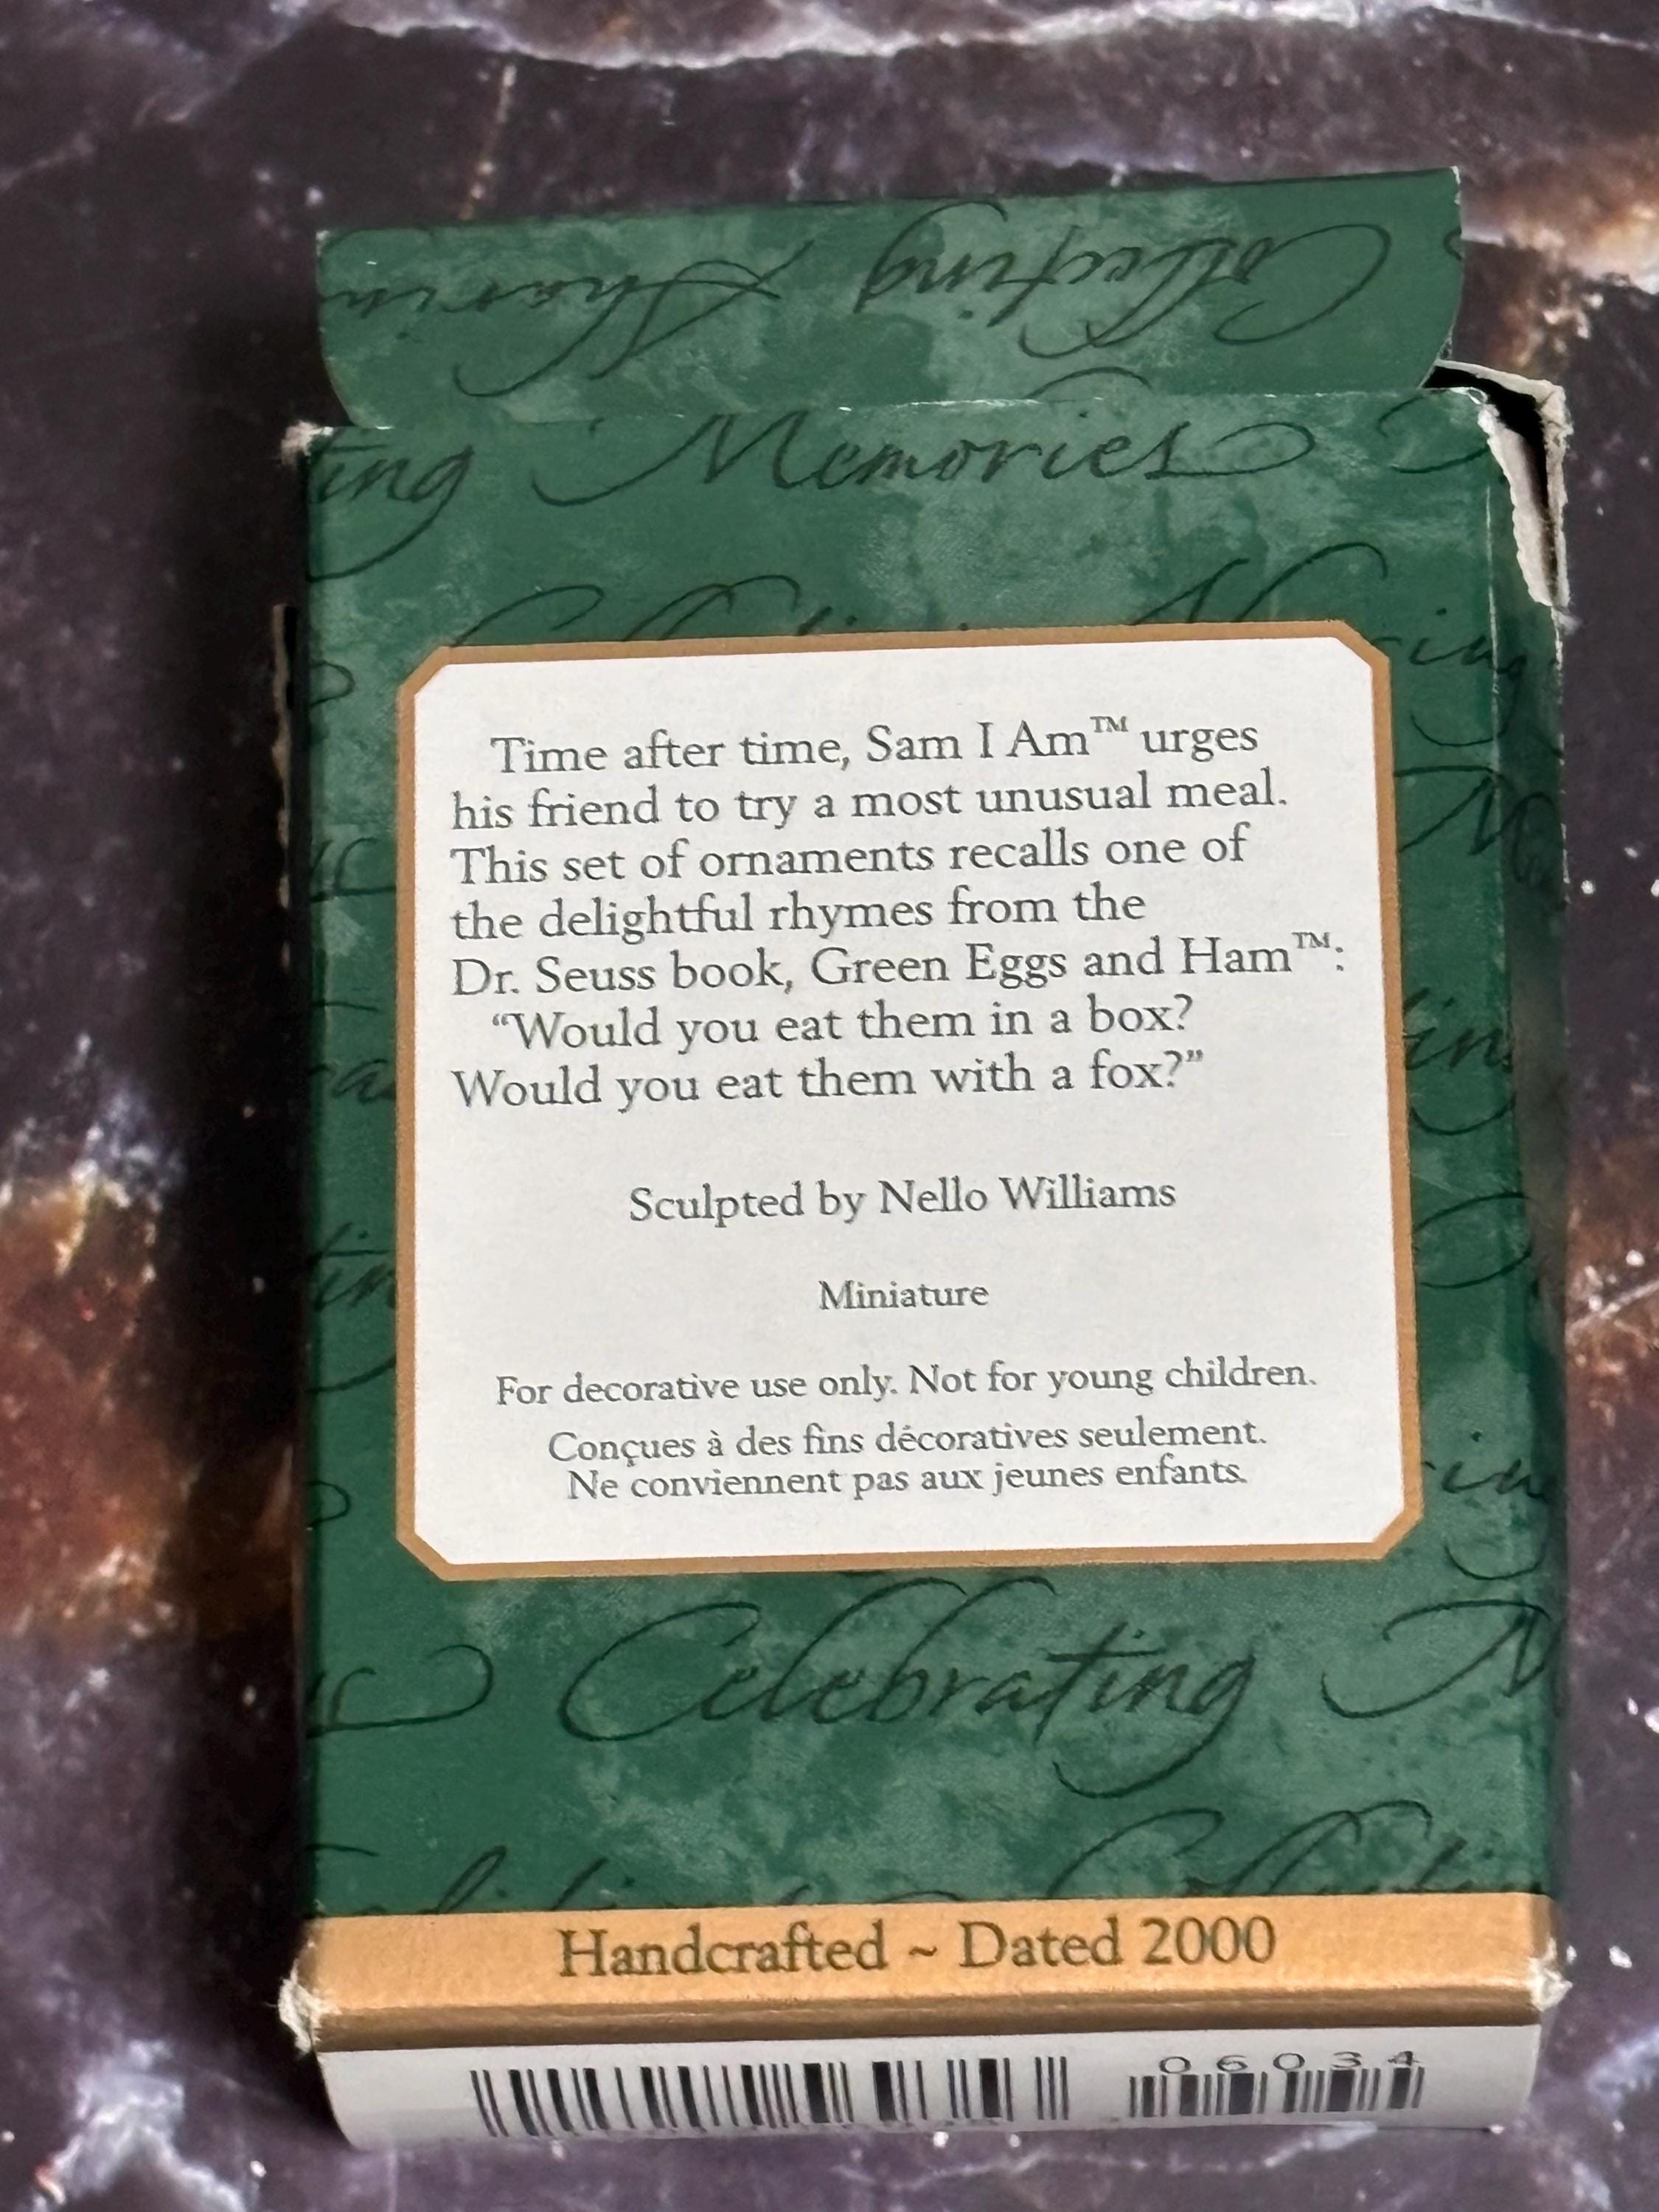 Collecting Sharin
ting Memories
Time after time, Sam I Am™ urges
his friend to try a most unusual meal.
This set of ornaments recalls one of
the delightful rhymes from the
Dr. Seuss book, Green Eggs and Ham™:
“Would you eat them in a box?
Would you eat them with a fox?”
Sculpted by Nello Williams
Miniature
For decorative use only. Not for young children.
Conçues à des fins décoratives seulement.
Ne conviennent pas aux jeunes enfants.
Celebrating
Handcrafted ~ Dated 2000
06034